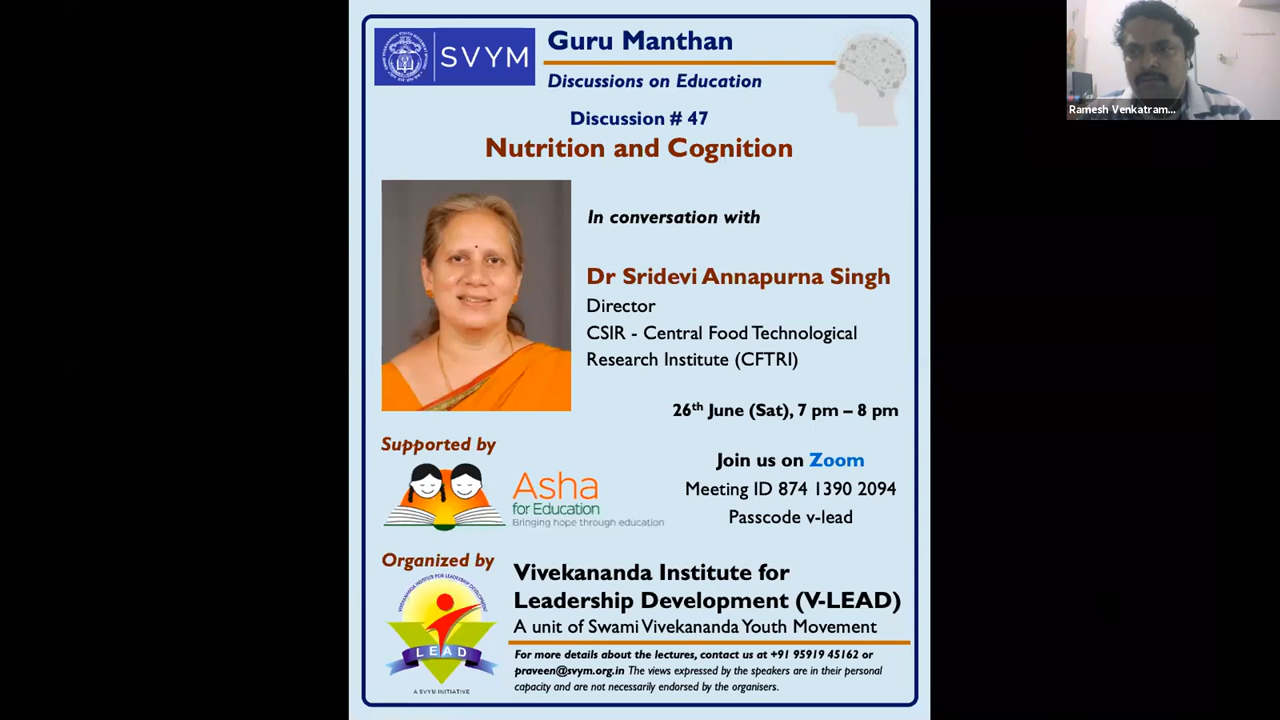 SVYM
Guru Manthan
Discussions on Education
Discussion # 47
Nutrition and Cognition
In conversation with
Dr Sridevi Annapurna Singh
Director
CSIR - Central Food Technological
Research Institute (CFTRI)
26th June (Sat), 7 pm – 8 pm
Supported by
Asha
for Education
Bringing hope through education
Join us on Zoom
Meeting ID 874 1390 2094
Passcode v-lead
Organized by
VIVEKANANDA INSTITUTE FOR LEADERSHIP DEVELOPMENT
LEAD
A SVYM INITIATIVE
Vivekananda Institute for
Leadership Development (V-LEAD)
A unit of Swami Vivekananda Youth Movement
For more details about the lectures, contact us at +91 95919 45162 or
praveen@svym.org.in The views expressed by the speakers are in their personal
capacity and are not necessarily endorsed by the organisers.
Ramesh Venkatram...